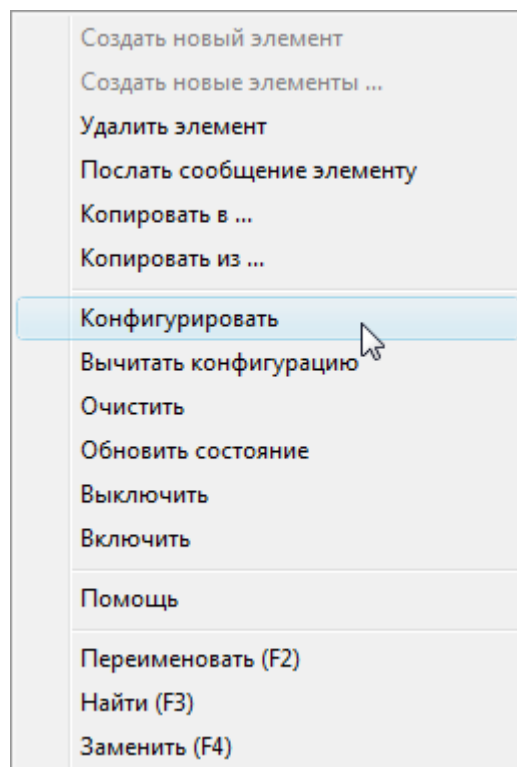 Создать новый элемент
Создать новые элементы ...
Удалить элемент
Послать сообщение элементу
Копировать в ...
Копировать из ...
Конфигурировать
Вычитать конфигурацию
Очистить
Обновить состояние
Выключить
Включить
Помощь
Переименовать (F2)
Найти (F3)
Заменить (F4)